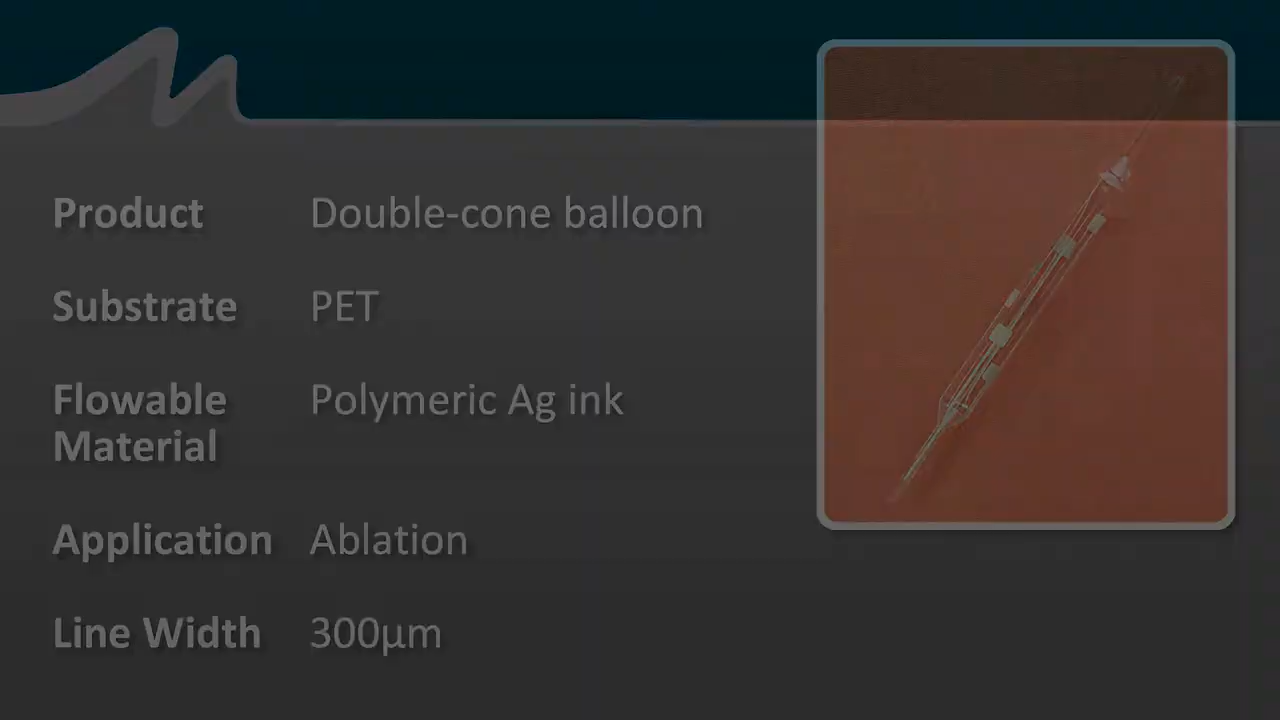 Product Double-cone balloon
Substrate PET
Flowable Polymeric Ag ink
Material
Application Ablation
Line Width 300µm